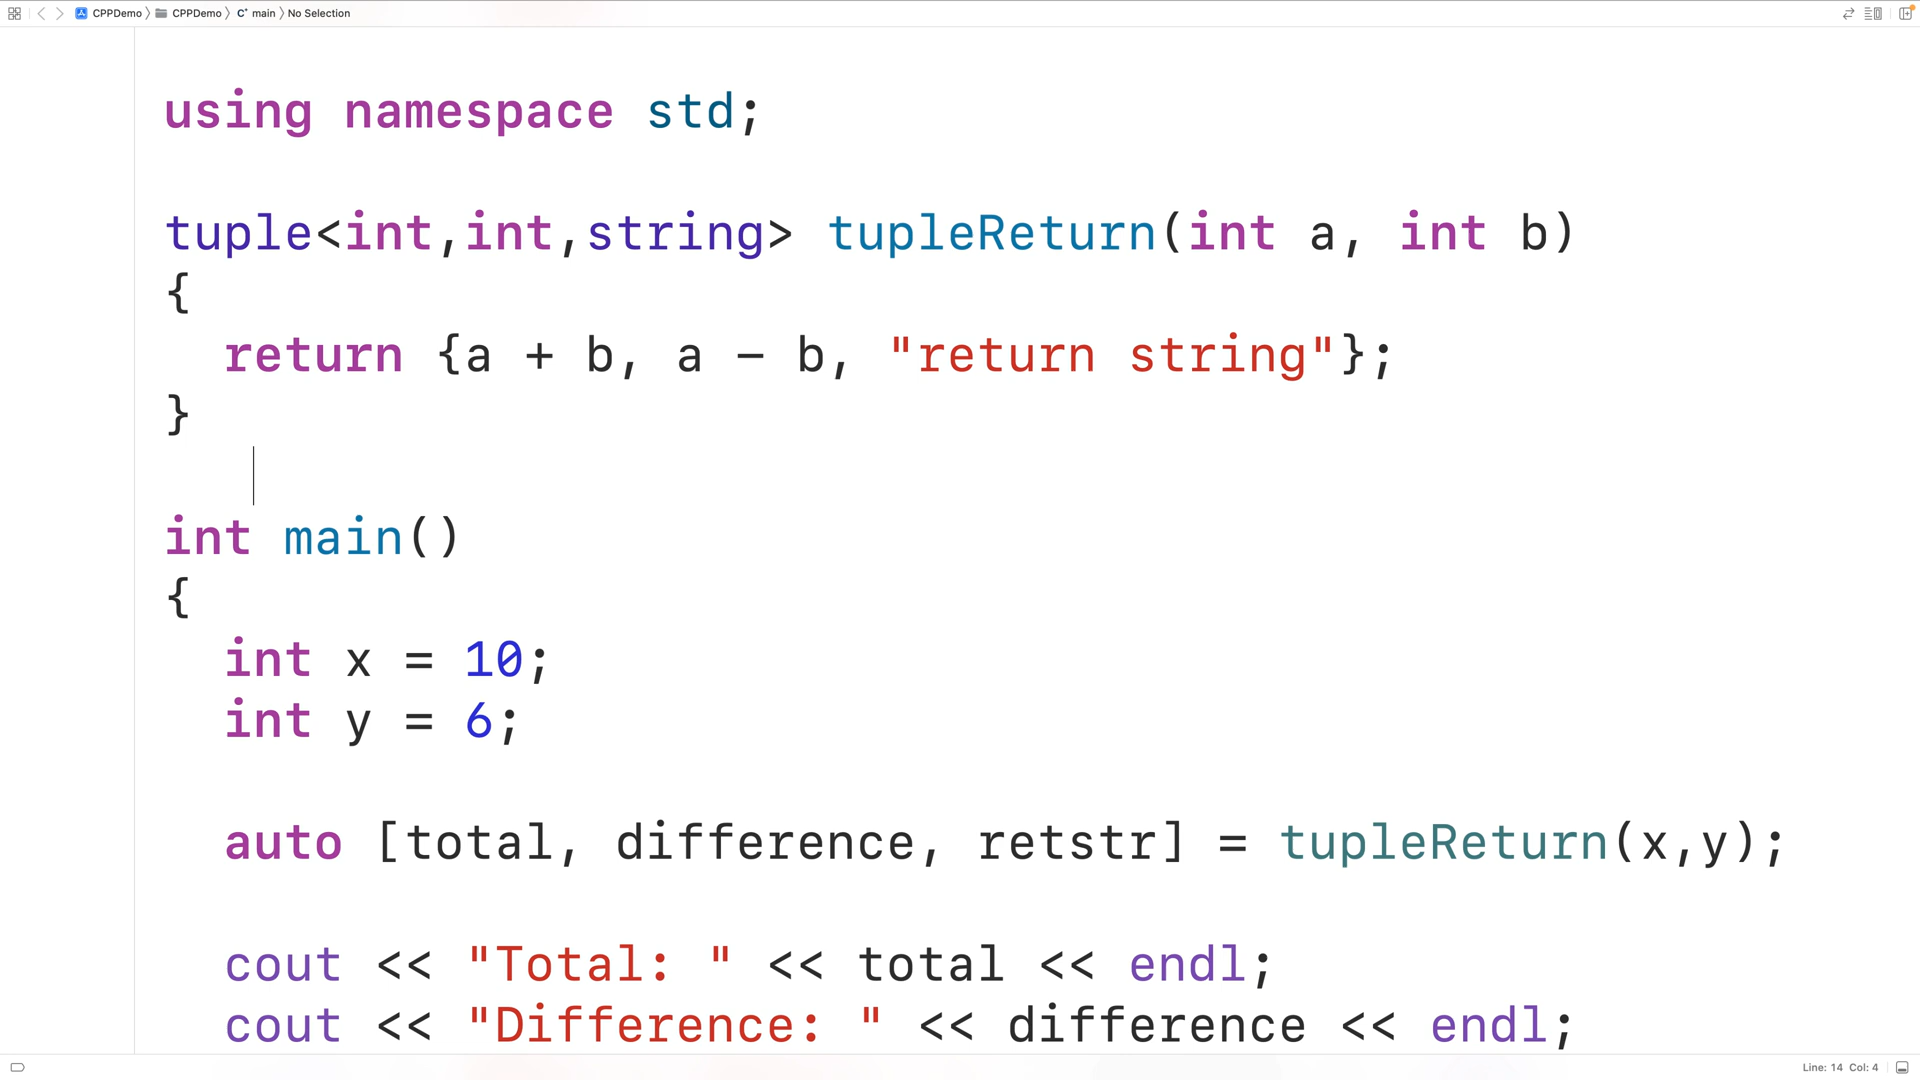 CPPDemo 〉 CPPDemo 〉 C⁺ main 〉 No Selection
using namespace std;
tuple<int,int,string> tupleReturn(int a, int b)
{
return {a + b, a - b, "return string"};
}
int main()
{
int x = 10;
int y = 6;
auto [total, difference, retstr] = tupleReturn(x,y);
cout << "Total: " << total << endl;
cout << "Difference: " << difference << endl;
Line: 14 Col: 4